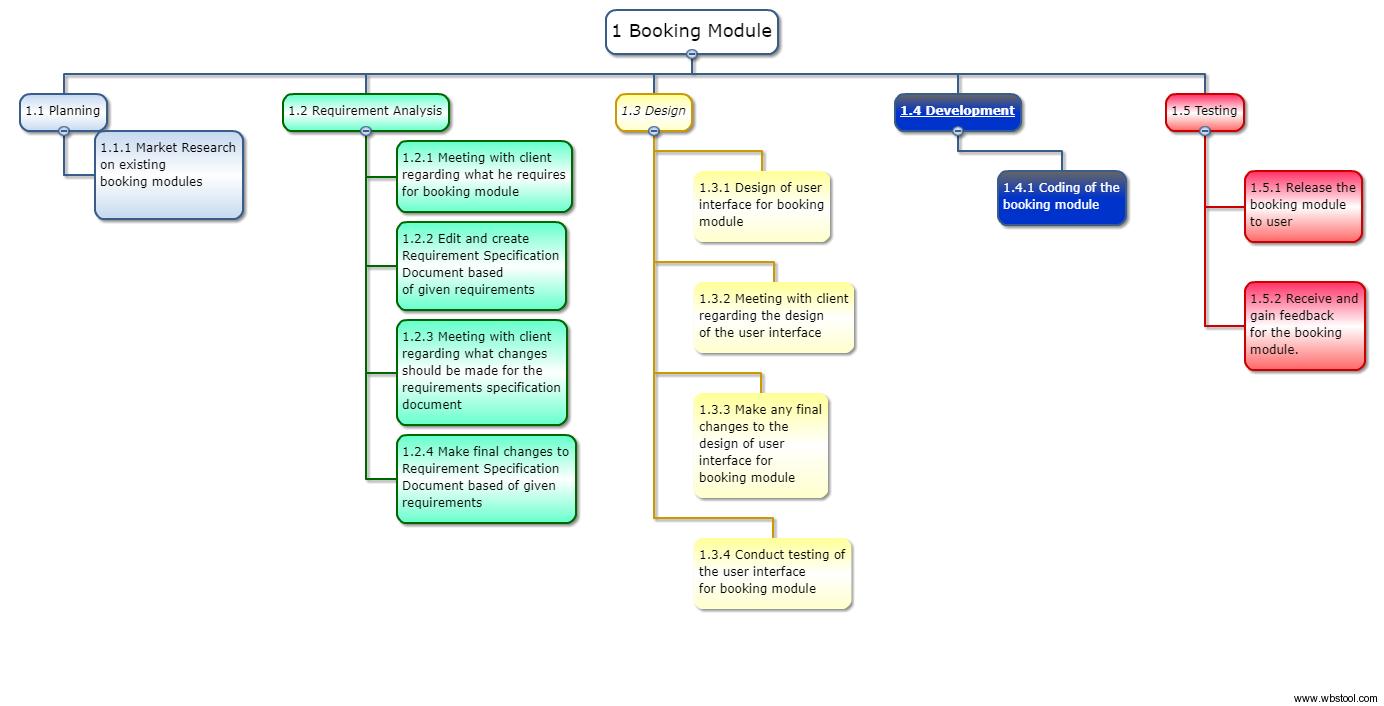 1 Booking Module
1.1 Planning
1.1.1 Market Research
on existing
booking modules
1.2 Requirement Analysis
1.2.1 Meeting with client
regarding what he requires
for booking module
1.2.2 Edit and create
Requirement Specification
Document based
of given requirements
1.2.3 Meeting with client
regarding what changes
should be made for the
requirements specification
document
1.2.4 Make final changes to
Requirement Specification
Document based of given
requirements
1.3 Design
1.3.1 Design of user
interface for booking
module
1.3.2 Meeting with client
regarding the design
of the user interface
1.3.3 Make any final
changes to the
design of user
interface for
booking module
1.3.4 Conduct testing of
the user interface
for booking module
1.4 Development
1.4.1 Coding of the
booking module
1.5 Testing
1.5.1 Release the
booking module
to user
1.5.2 Receive and
gain feedback
for the booking
module.
www.wbstool.com